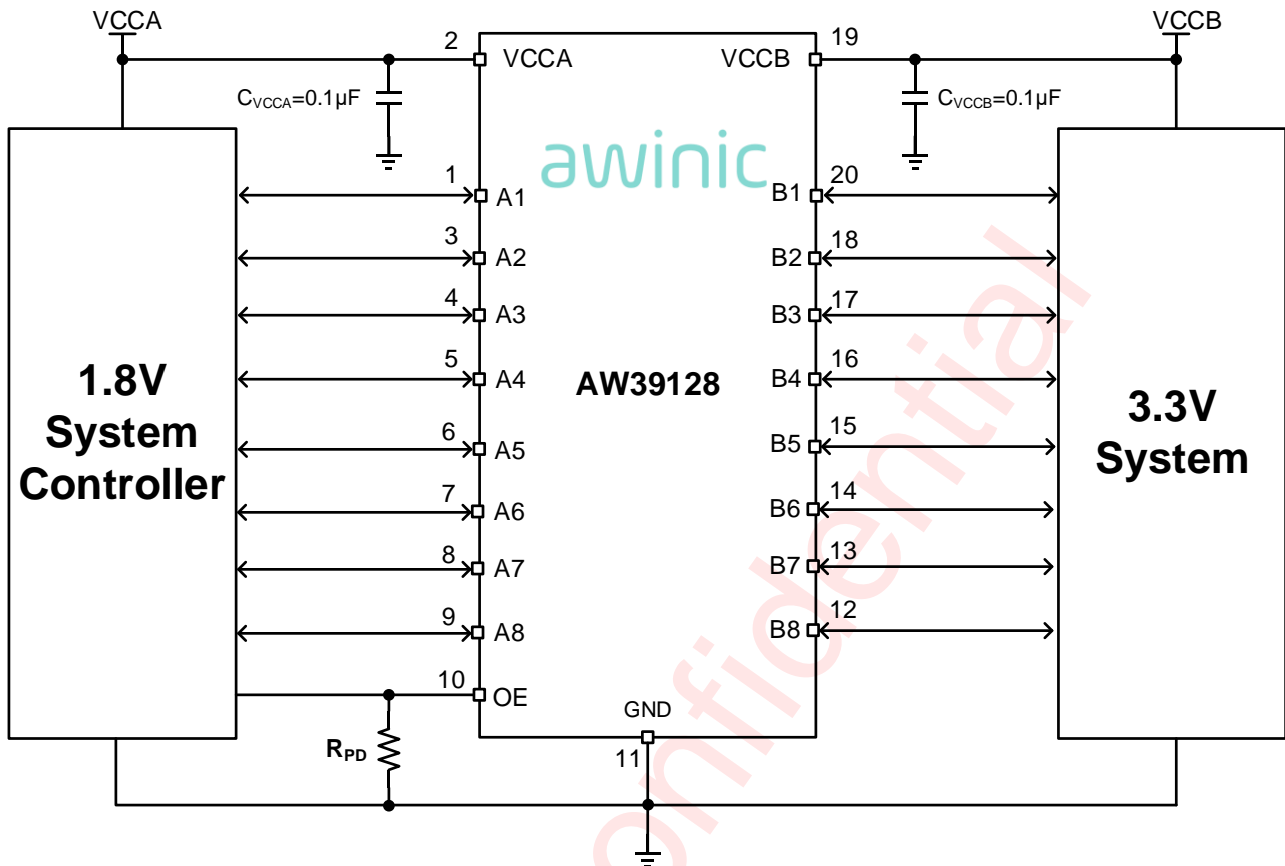 VCCA
VCCB
2
VCCA
VCCB
19
CVCCA=0.1µF
CVCCB=0.1µF
awinic
1
A1
B1
20
3
A2
B2
18
4
A3
B3
17
5
A4
B4
16
1.8V
System
Controller
AW39128
3.3V
System
6
A5
B5
15
7
A6
B6
14
8
A7
B7
13
9
A8
B8
12
10
OE
GND
RPD
11
onfidential